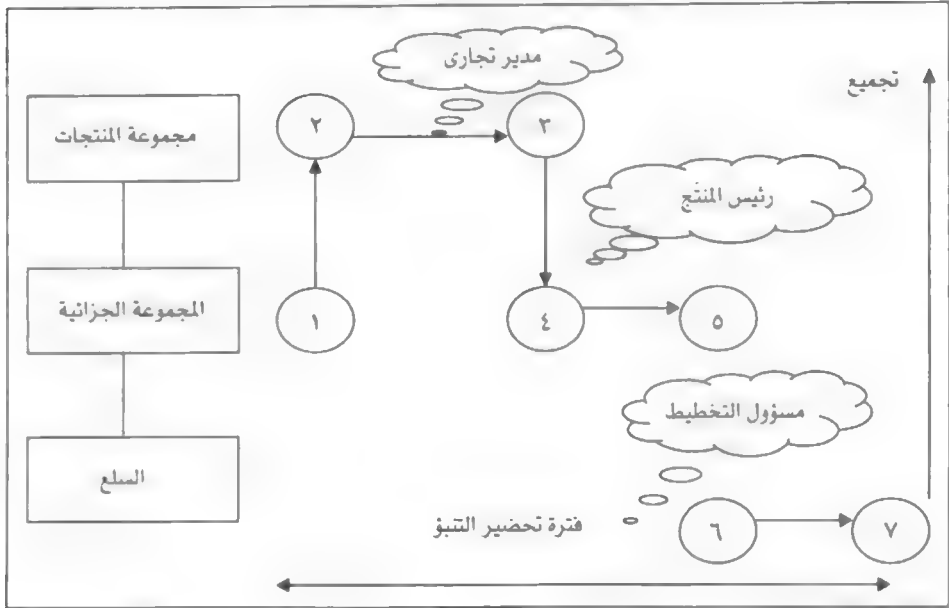 مدير تجارى
تجميع
مجموعة المنتجات
٢
٣
رئيس المنتج
المجموعة الجزائية
١
٤
٥
مسؤول التخطيط
السلع
فترة تحضير التنبؤ
٦
٧